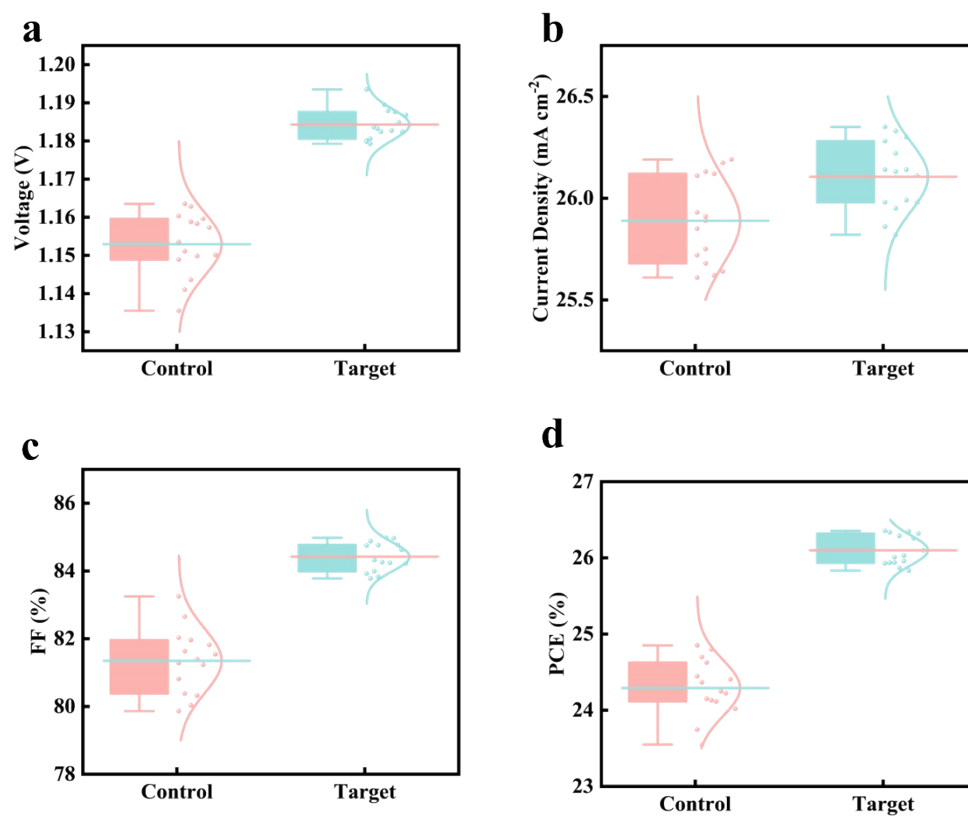 a
Voltage (V)
1.20
1.19
1.18
1.17
1.16
1.15
1.14
1.13
Control
Target
b
Current Density (mA cm⁻²)
26.5
26.0
25.5
Control
Target
c
FF (%)
86
84
82
80
78
Control
Target
d
PCE (%)
27
26
25
24
23
Control
Target